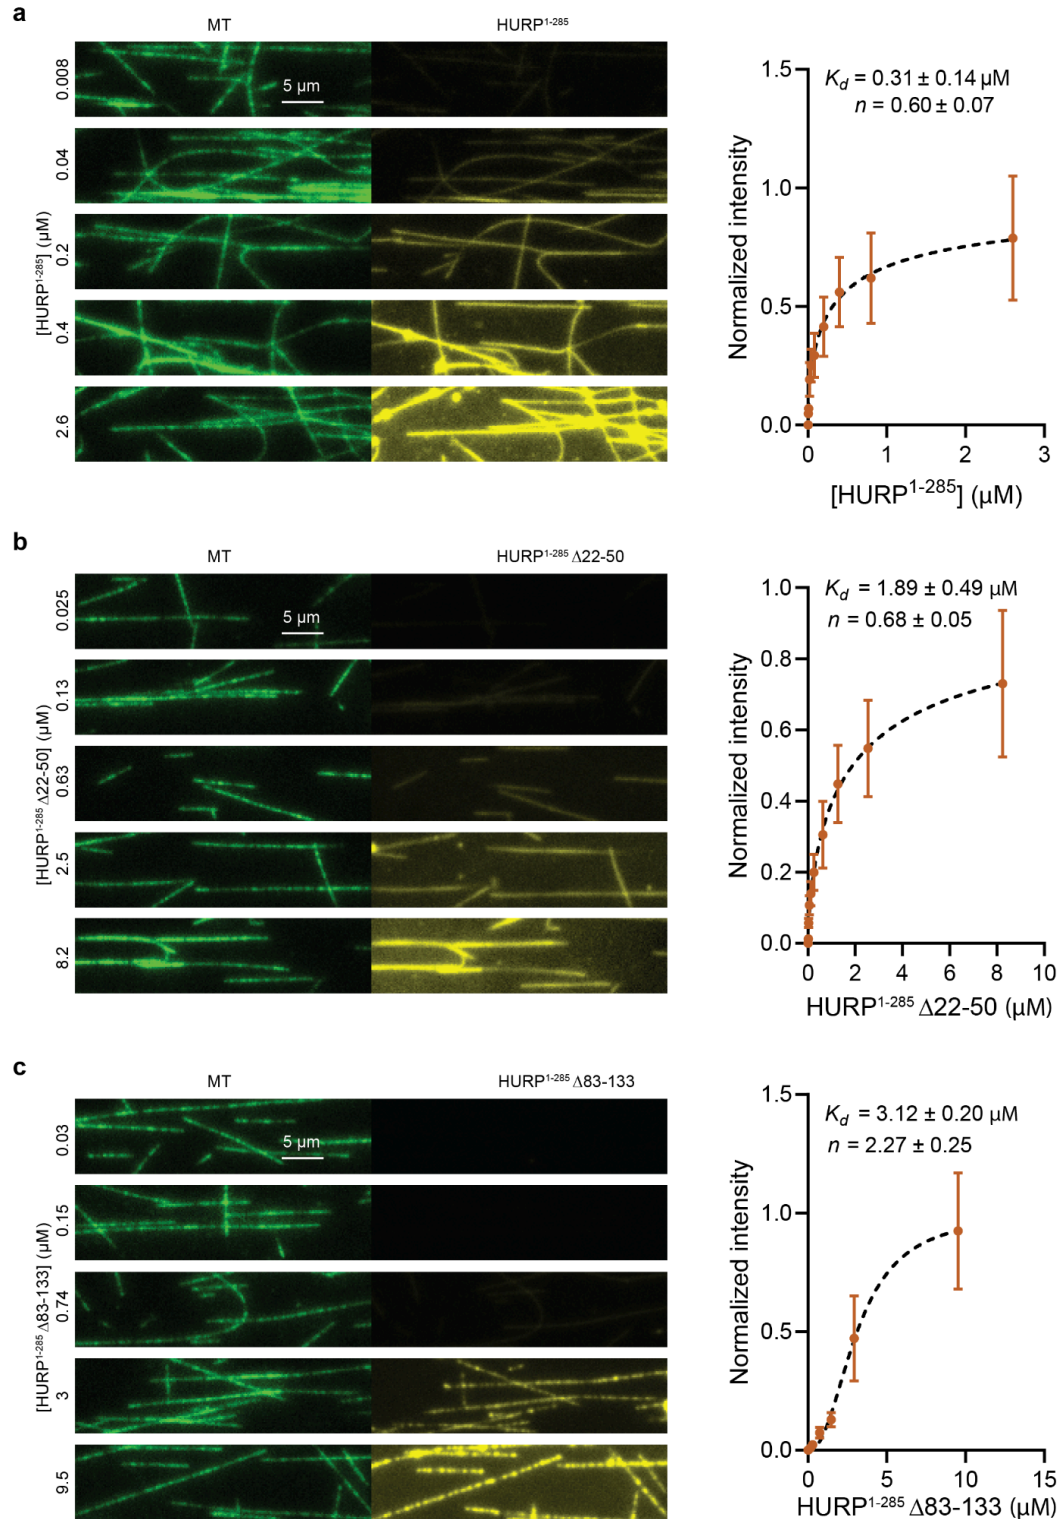 a
MT
HURP¹⁻²⁸⁵
[HURP¹⁻²⁸⁵] (µM)
0.008
5 µm
0.04
0.2
0.4
2.6
Normalized intensity
1.5
1.0
0.5
0.0
K_d = 0.31 ± 0.14 µM
n = 0.60 ± 0.07
0 1 2 3
[HURP¹⁻²⁸⁵] (µM)
b
MT
HURP¹⁻²⁸⁵ Δ22-50
[HURP¹⁻²⁸⁵ Δ22-50] (µM)
0.025
5 µm
0.13
0.63
2.5
8.2
Normalized intensity
1.0
0.8
0.6
0.4
0.2
0.0
K_d = 1.89 ± 0.49 µM
n = 0.68 ± 0.05
0 2 4 6 8 10
HURP¹⁻²⁸⁵ Δ22-50 (µM)
c
MT
HURP¹⁻²⁸⁵ Δ83-133
[HURP¹⁻²⁸⁵ Δ83-133] (µM)
0.03
5 µm
0.15
0.74
3
9.5
Normalized intensity
1.5
1.0
0.5
0.0
K_d = 3.12 ± 0.20 µM
n = 2.27 ± 0.25
0 5 10 15
HURP¹⁻²⁸⁵ Δ83-133 (µM)